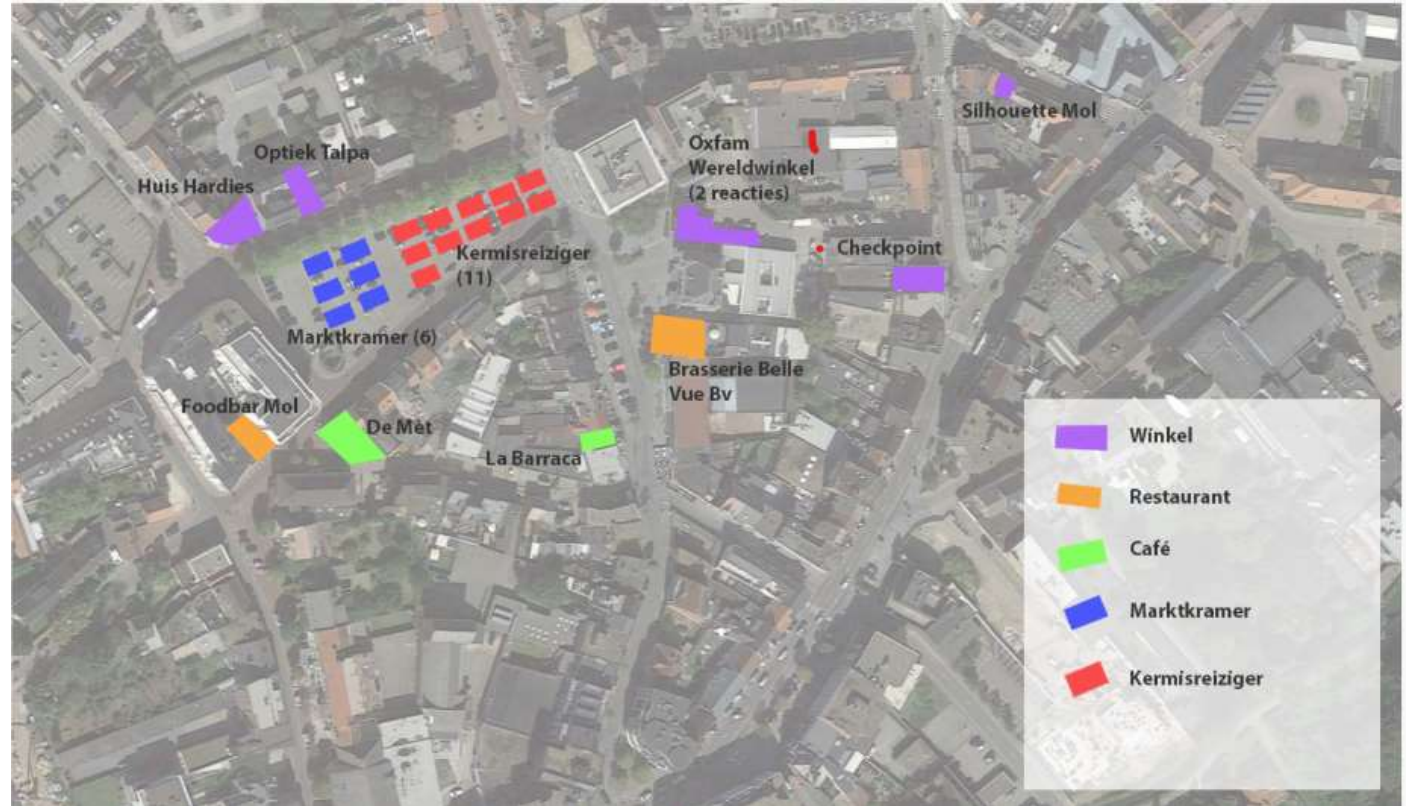 Silhouette Mol
Oxfam
Wereldwinkel
(2 reacties)
Optiek Talpa
Huis Hardies
Kermisreiziger
(11)
Checkpoint
Marktkramer (6)
Brasserie Belle
Vue Bv
Foodbar Mol
De Mèt
La Barraca
Winkel
Restaurant
Café
Marktkramer
Kermisreiziger